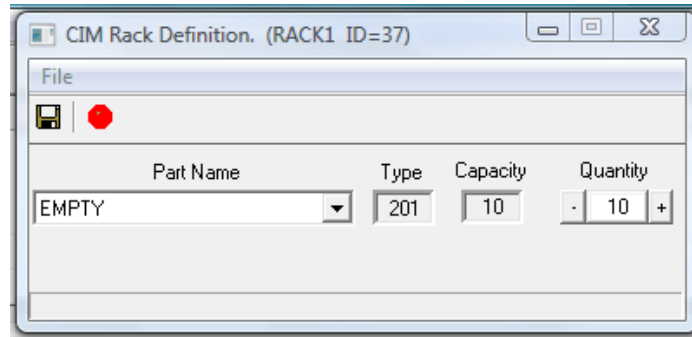 CIM Rack Definition. (RACK1 ID=37)
File
Part Name Type Capacity Quantity
EMPTY 201 10 - 10 +